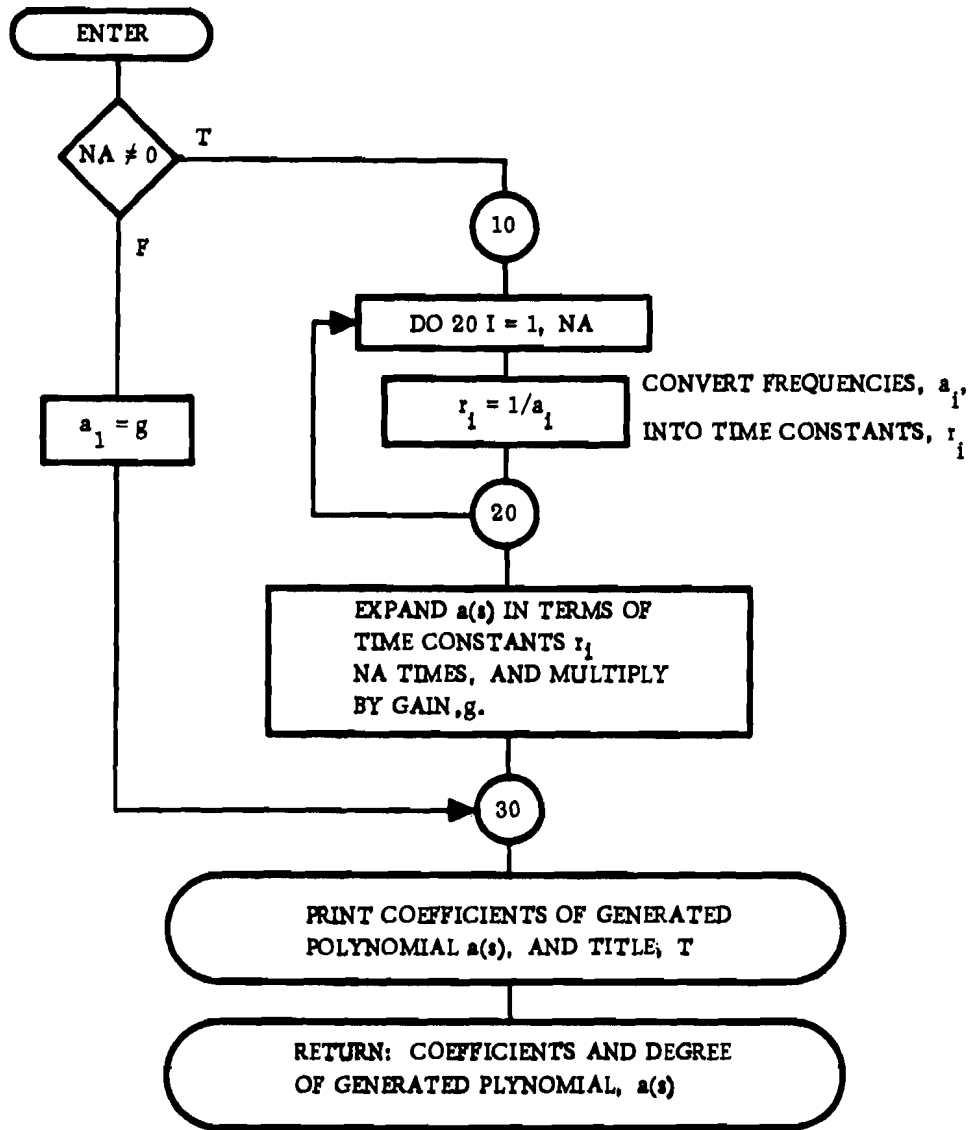 ENTER
NA ≠ 0
T
F
10
DO 20 I = 1, NA
r_i = 1/a_i
CONVERT FREQUENCIES, a_i,
INTO TIME CONSTANTS, r_i
a_1 = g
20
EXPAND a(s) IN TERMS OF
TIME CONSTANTS r_i
NA TIMES, AND MULTIPLY
BY GAIN,g.
30
PRINT COEFFICIENTS OF GENERATED
POLYNOMIAL a(s), AND TITLE, T
RETURN: COEFFICIENTS AND DEGREE
OF GENERATED PLYNOMIAL, a(s)